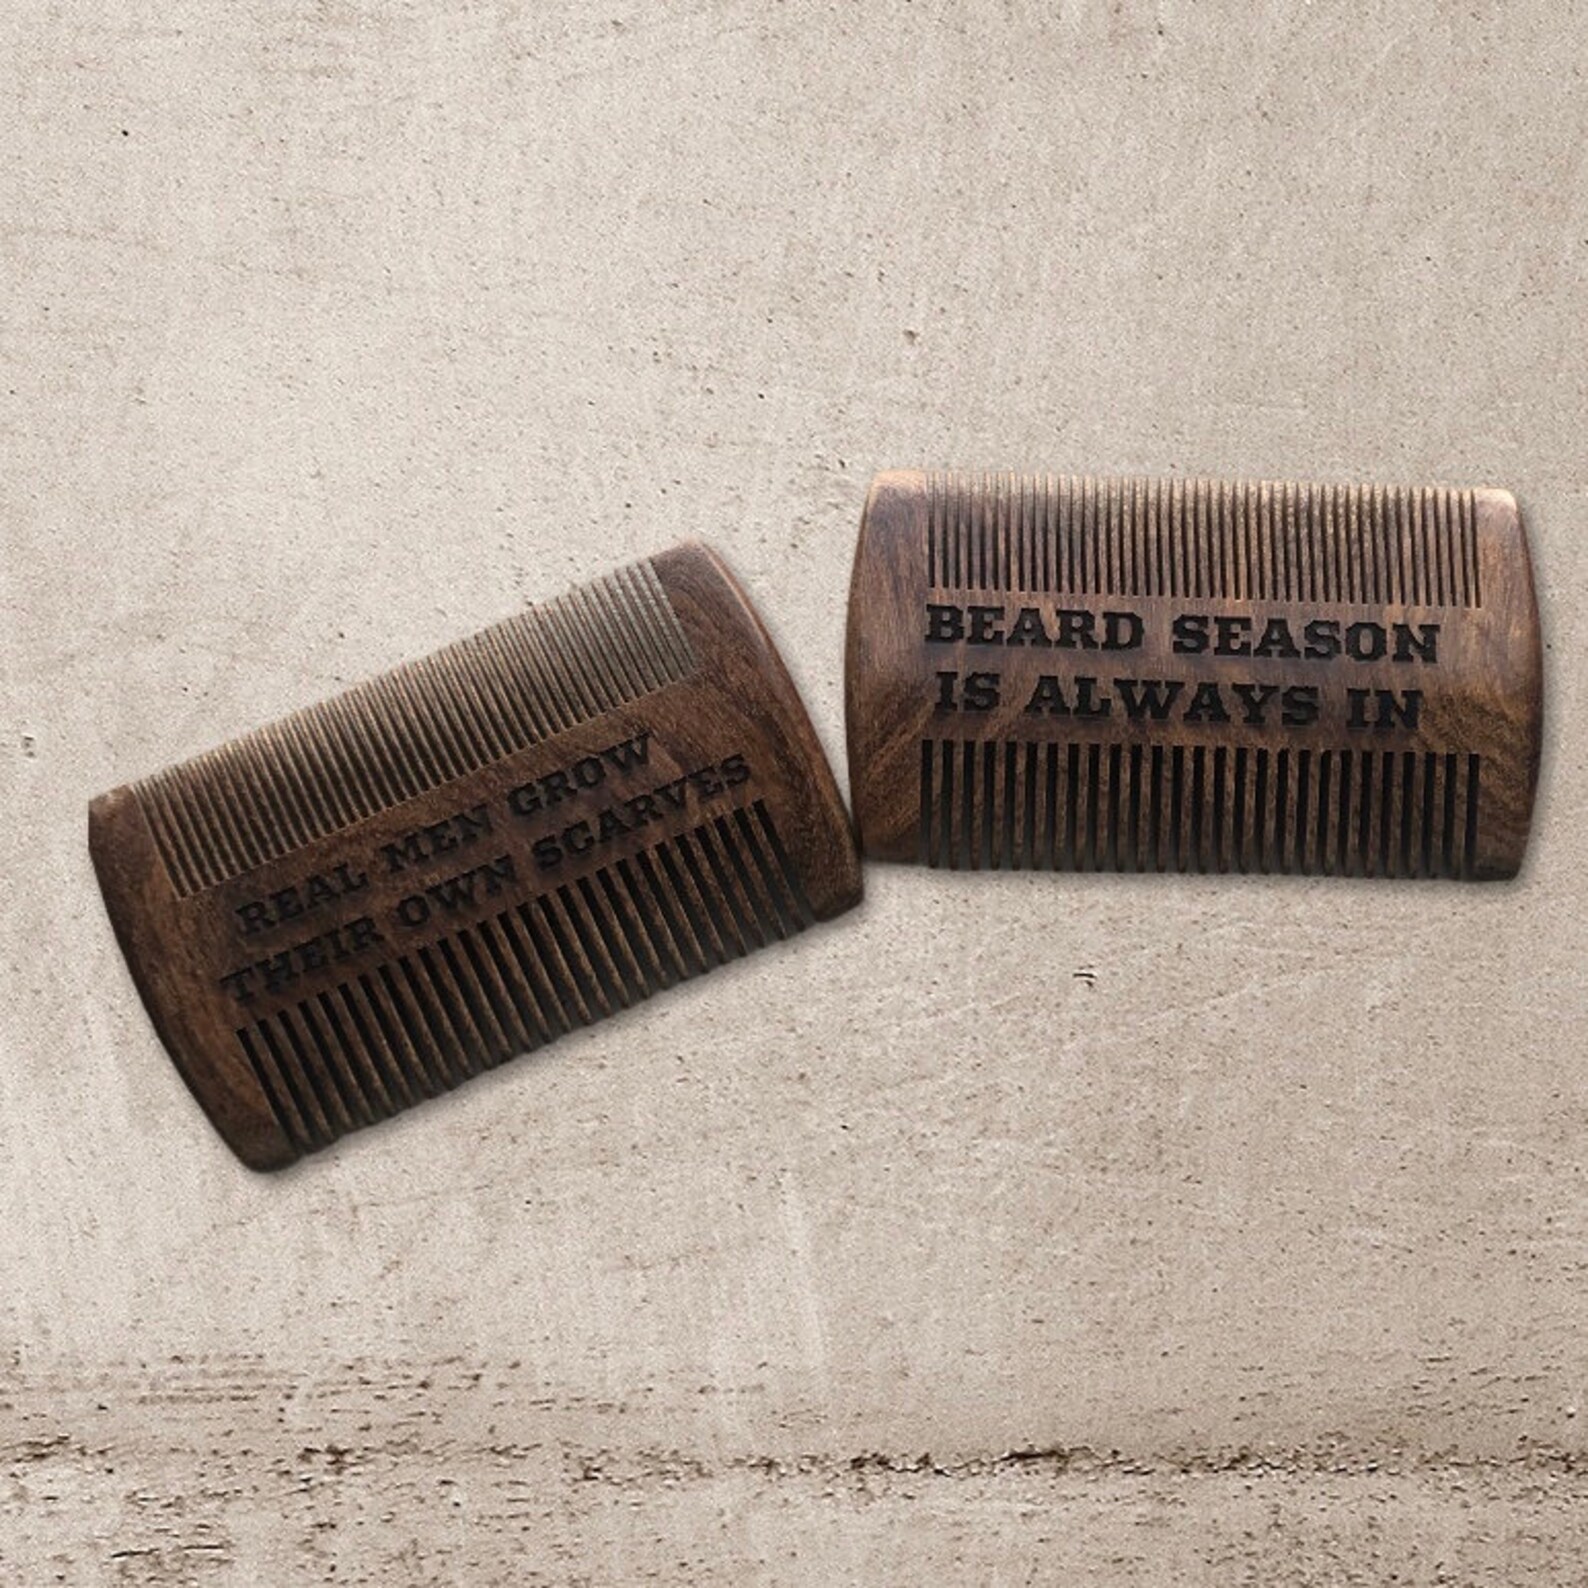 REAL MEN GROW
THEIR OWN SCARVES
BEARD SEASON
IS ALWAYS IN